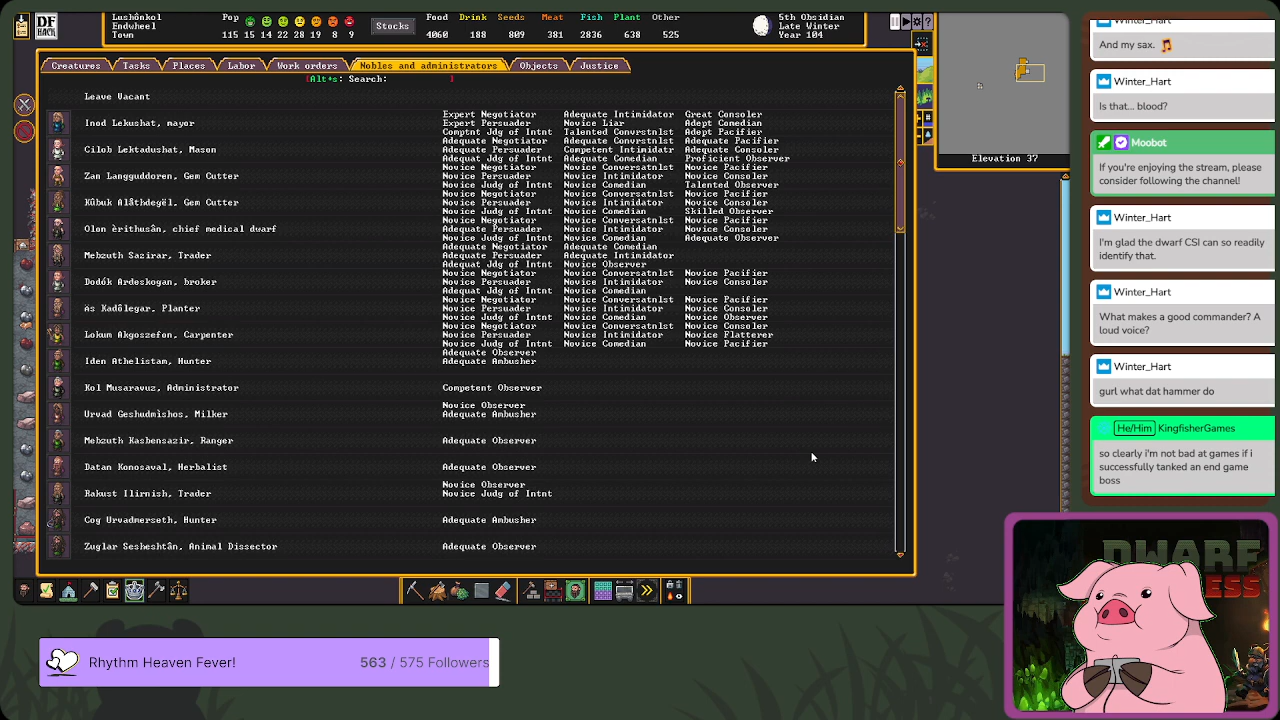 Lushônkol
Endwheel
Town
Pop
115 15 14 22 28 19 8 9
Stocks
Food Drink Seeds Meat Fish Plant Other
4060 188 809 381 2836 638 525
5th Obsidian
Late Winter
Year 104
DF
HACK
Creatures Tasks Places Labor Work orders Nobles and administrators Objects Justice
[Alt+s: Search: ]
Leave Vacant
Inod Lekushat, mayor
Expert Negotiator Adequate Intimidator Great Consoler
Expert Persuader Novice Liar Adept Comedian
Comptnt Jdg of Intnt Talented Convrstnlst Adept Pacifier
Cilob Lektadushat, Mason
Adequate Negotiator Adequate Convrstnlst Adequate Pacifier
Adequate Persuader Competent Intimidator Adequate Consoler
Adequat Jdg of Intnt Adequate Comedian Proficient Observer
Zan Langguddoren, Gem Cutter
Novice Negotiator Novice Conversatnlst Novice Pacifier
Novice Persuader Novice Intimidator Novice Consoler
Novice Judg of Intnt Novice Comedian Talented Observer
Kûbuk Alâthdegël, Gem Cutter
Novice Negotiator Novice Conversatnlst Novice Pacifier
Novice Persuader Novice Intimidator Novice Consoler
Novice Judg of Intnt Novice Comedian Skilled Observer
Olon èrithusân, chief medical dwarf
Novice Negotiator Novice Conversatnlst Novice Pacifier
Adequate Persuader Novice Intimidator Novice Consoler
Novice Judg of Intnt Novice Comedian Adequate Observer
Mebzuth Sazirar, Trader
Adequate Negotiator Adequate Comedian
Adequate Persuader Adequate Intimidator
Adequat Jdg of Intnt Novice Observer
Dodók Ardeskogan, broker
Novice Negotiator Novice Conversatnlst Novice Pacifier
Novice Persuader Novice Intimidator Novice Consoler
Adequat Jdg of Intnt Novice Comedian
äs Kadôlegar, Planter
Novice Negotiator Novice Conversatnlst Novice Pacifier
Novice Persuader Novice Intimidator Novice Consoler
Novice Judg of Intnt Novice Comedian Novice Observer
Lokum Akgoszefon, Carpenter
Novice Negotiator Novice Conversatnlst Novice Consoler
Novice Persuader Novice Intimidator Novice Flatterer
Novice Judg of Intnt Novice Comedian Novice Pacifier
Iden Athelistam, Hunter
Adequate Observer
Adequate Ambusher
Kol Musaravuz, Administrator
Competent Observer
Urvad Geshudmishos, Milker
Novice Observer
Adequate Ambusher
Mebzuth Kasbensazir, Ranger
Adequate Observer
Datan Konosaval, Herbalist
Adequate Observer
Rakust Ilirnish, Trader
Novice Observer
Novice Judg of Intnt
Cog Urvadmerseth, Hunter
Adequate Ambusher
Zuglar Sesheshtân, Animal Dissector
Adequate Observer
Elevation 37
Winter_Hart
And my sax.
Winter_Hart
Is that... blood?
Moobot
If you're enjoying the stream, please
consider following the channel!
Winter_Hart
I'm glad the dwarf CSI can so readily
identify that.
Winter_Hart
What makes a good commander? A
loud voice?
Winter_Hart
gurl what dat hammer do
He/Him KingfisherGames
so clearly i'm not bad at games if i
successfully tanked an end game
boss
Rhythm Heaven Fever! 563 / 575 Followers
DWARF
ESS